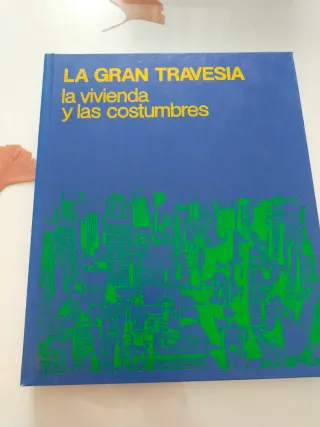 LA GRAN TRAVESIA
la vivienda
y las costumbres